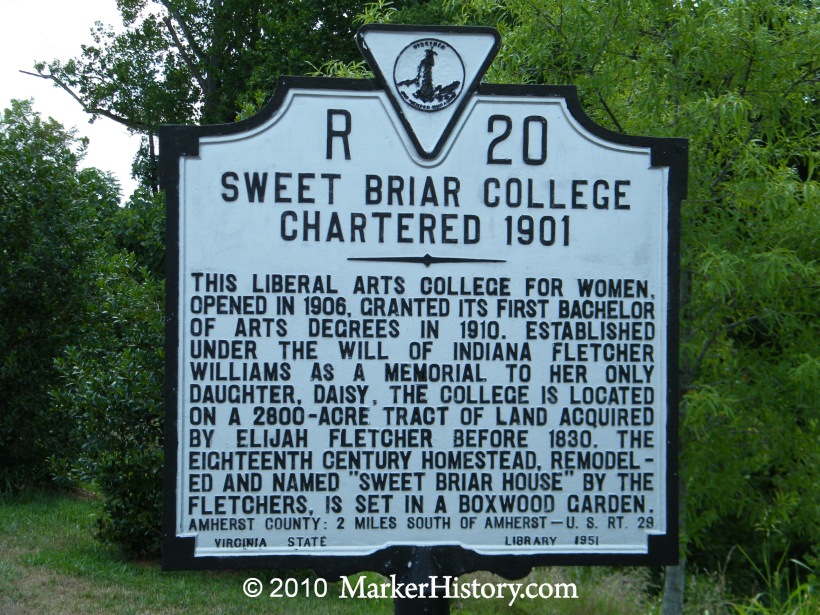 VIRGINIA
R 20
SWEET BRIAR COLLEGE
CHARTERED 1901
THIS LIBERAL ARTS COLLEGE FOR WOMEN,
OPENED IN 1906, GRANTED ITS FIRST BACHELOR
OF ARTS DEGREES IN 1910. ESTABLISHED
UNDER THE WILL OF INDIANA FLETCHER
WILLIAMS AS A MEMORIAL TO HER ONLY
DAUGHTER, DAISY, THE COLLEGE IS LOCATED
ON A 2800-ACRE TRACT OF LAND ACQUIRED
BY ELIJAH FLETCHER BEFORE 1830. THE
EIGHTEENTH CENTURY HOMESTEAD, REMODEL-
ED AND NAMED "SWEET BRIAR HOUSE" BY THE
FLETCHERS, IS SET IN A BOXWOOD GARDEN.
AMHERST COUNTY: 2 MILES SOUTH OF AMHERST — U. S. RT. 29
VIRGINIA STATE LIBRARY 1951
© 2010 MarkerHistory.com